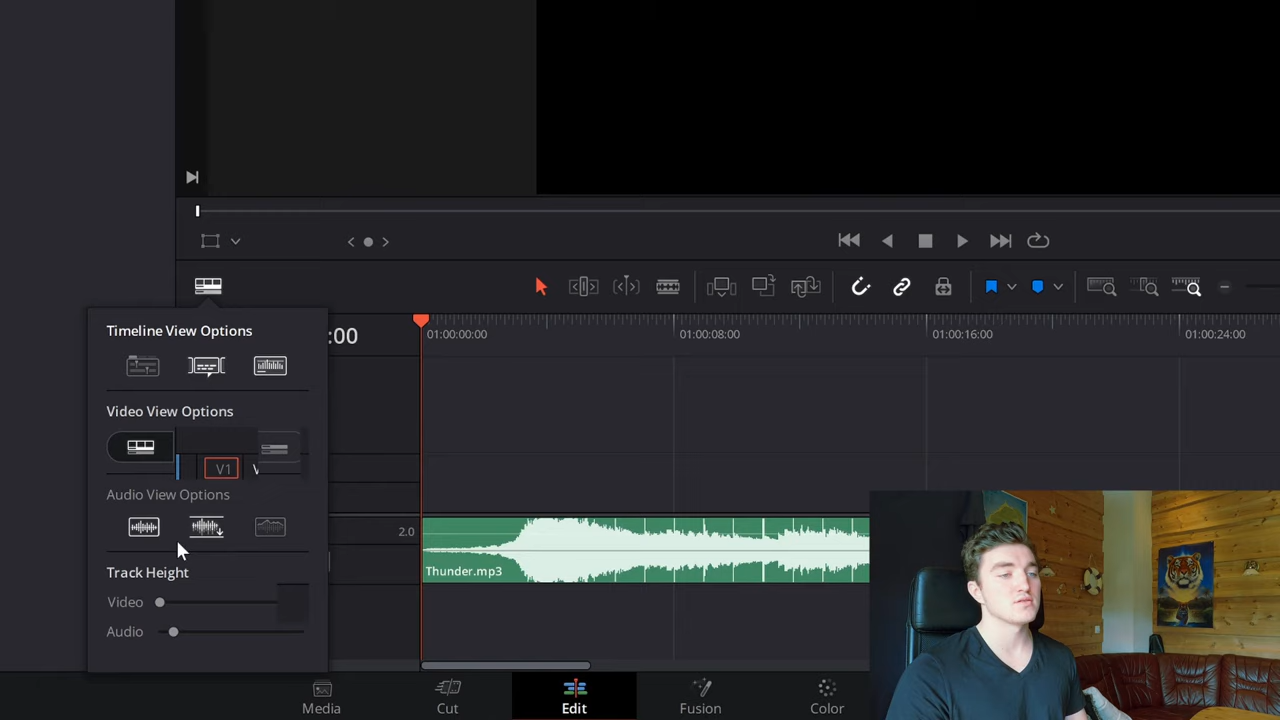 Timeline View Options
:00
01:00:00:00
01:00:08:00
01:00:16:00
01:00:24:00
Video View Options
V1
Audio View Options
2.0
Thunder.mp3
Track Height
Video
Audio
Media
Cut
Edit
Fusion
Color